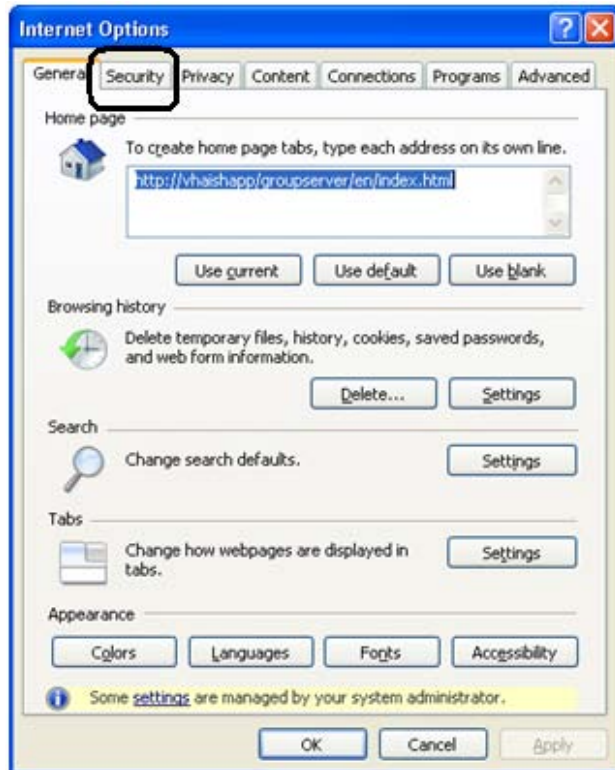 Internet Options
General Security Privacy Content Connections Programs Advanced
Home page
To create home page tabs, type each address on its own line.
http://vhaishapp/groupserver/en/index.html
Use current Use default Use blank
Browsing history
Delete temporary files, history, cookies, saved passwords,
and web form information.
Delete... Settings
Search
Change search defaults. Settings
Tabs
Change how webpages are displayed in
tabs.
Settings
Appearance
Colors Languages Fonts Accessibility
Some settings are managed by your system administrator.
OK Cancel Apply